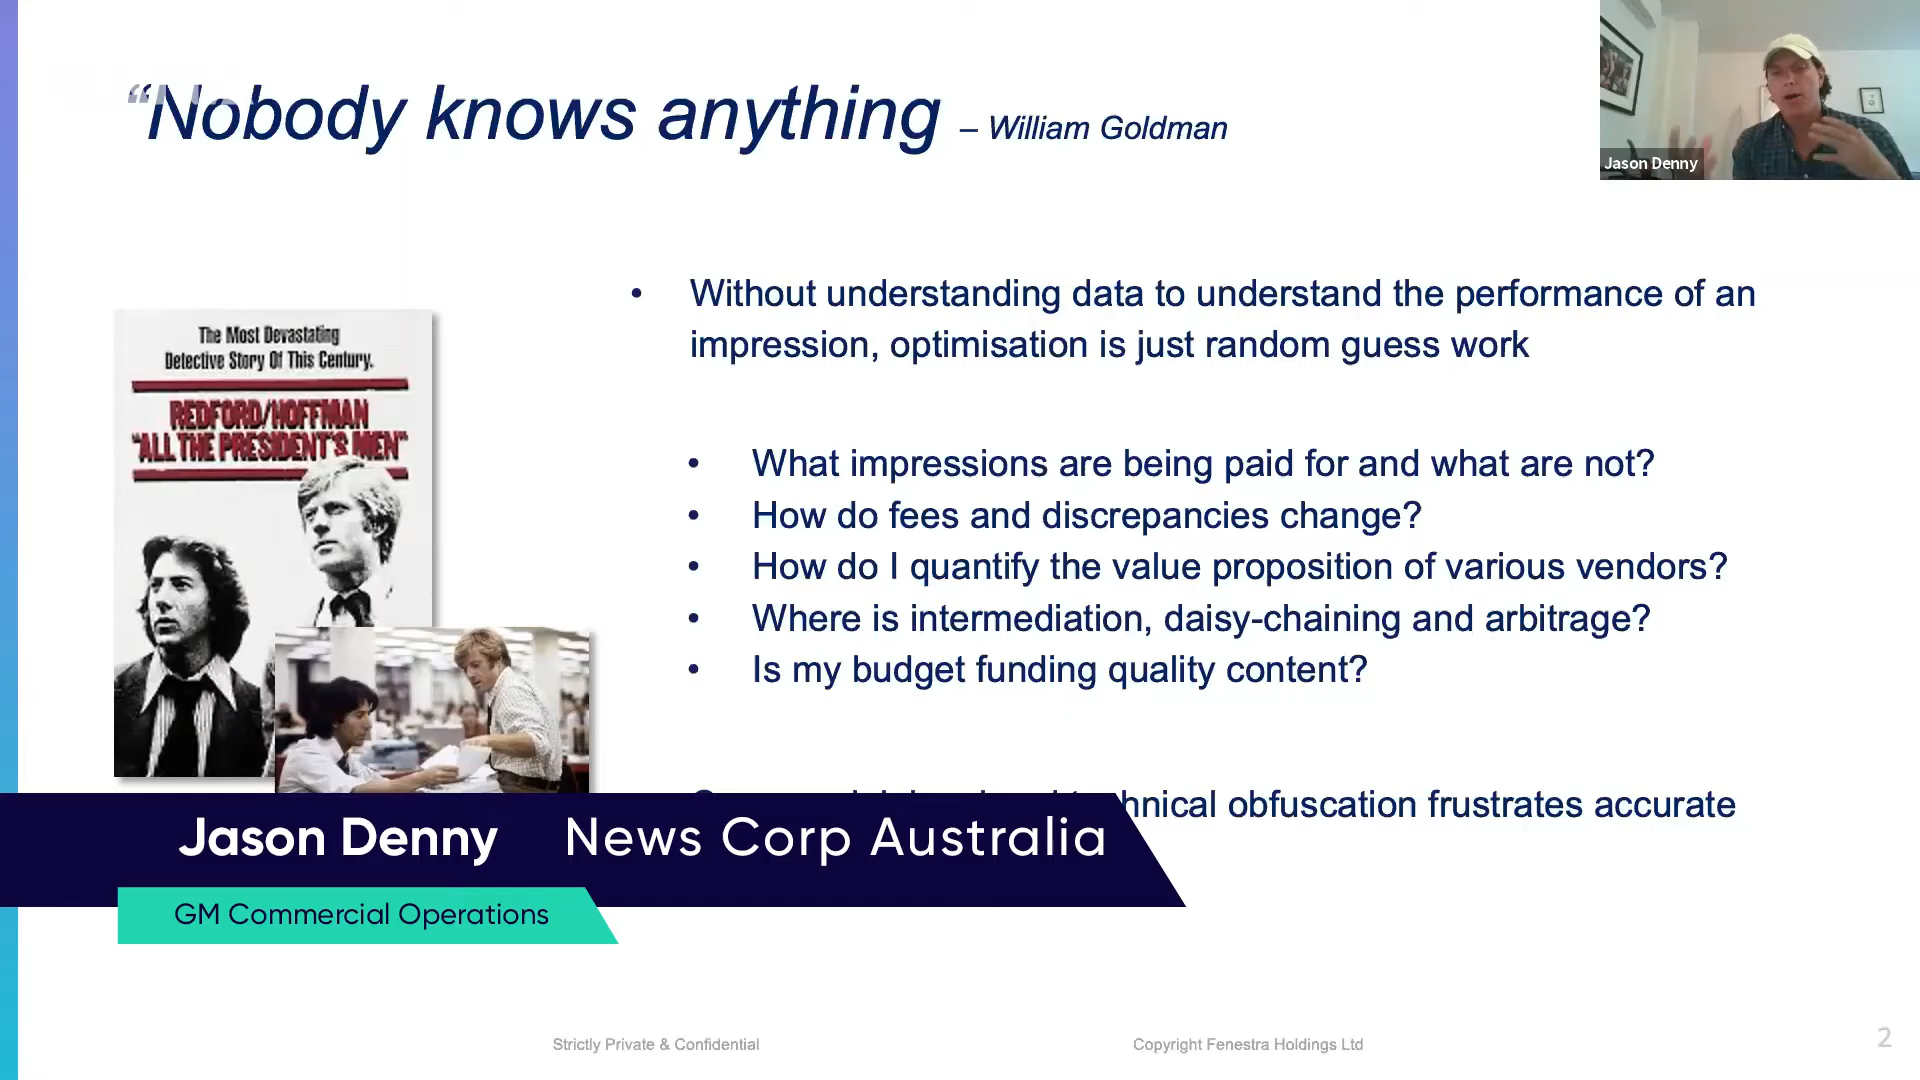 “Nobody knows anything – William Goldman
Jason Denny
• Without understanding data to understand the performance of an
impression, optimisation is just random guess work
The Most Devastating
Detective Story Of This Century.
REDFORD/HOFFMAN
"ALL THE PRESIDENT'S MEN"
• What impressions are being paid for and what are not?
• How do fees and discrepancies change?
• How do I quantify the value proposition of various vendors?
• Where is intermediation, daisy-chaining and arbitrage?
• Is my budget funding quality content?
obfuscation frustrates accurate
Jason Denny News Corp Australia
GM Commercial Operations
Strictly Private & Confidential
Copyright Fenestra Holdings Ltd
2